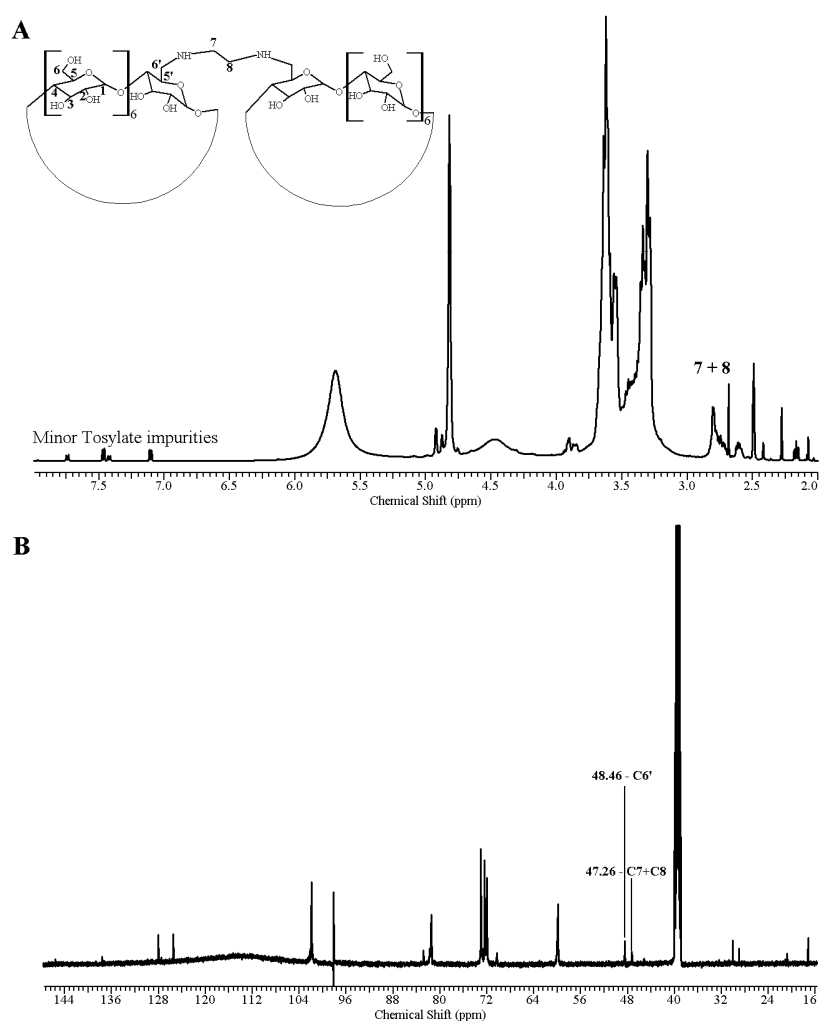 A
7
NH
8
NH
OH
6
6'
OH
5
O
5'
O
O
O
4
1
O
O
O
HO
2
OH
3
HO
OH
6
O
HO
OH
HO
OH
O
6
7 + 8
Minor Tosylate impurities
7.5 7.0 6.5 6.0 5.5 5.0 4.5 4.0 3.5 3.0 2.5 2.0
Chemical Shift (ppm)
B
48.46 - C6'
47.26 - C7+C8
144 136 128 120 112 104 96 88 80 72 64 56 48 40 32 24 16
Chemical Shift (ppm)